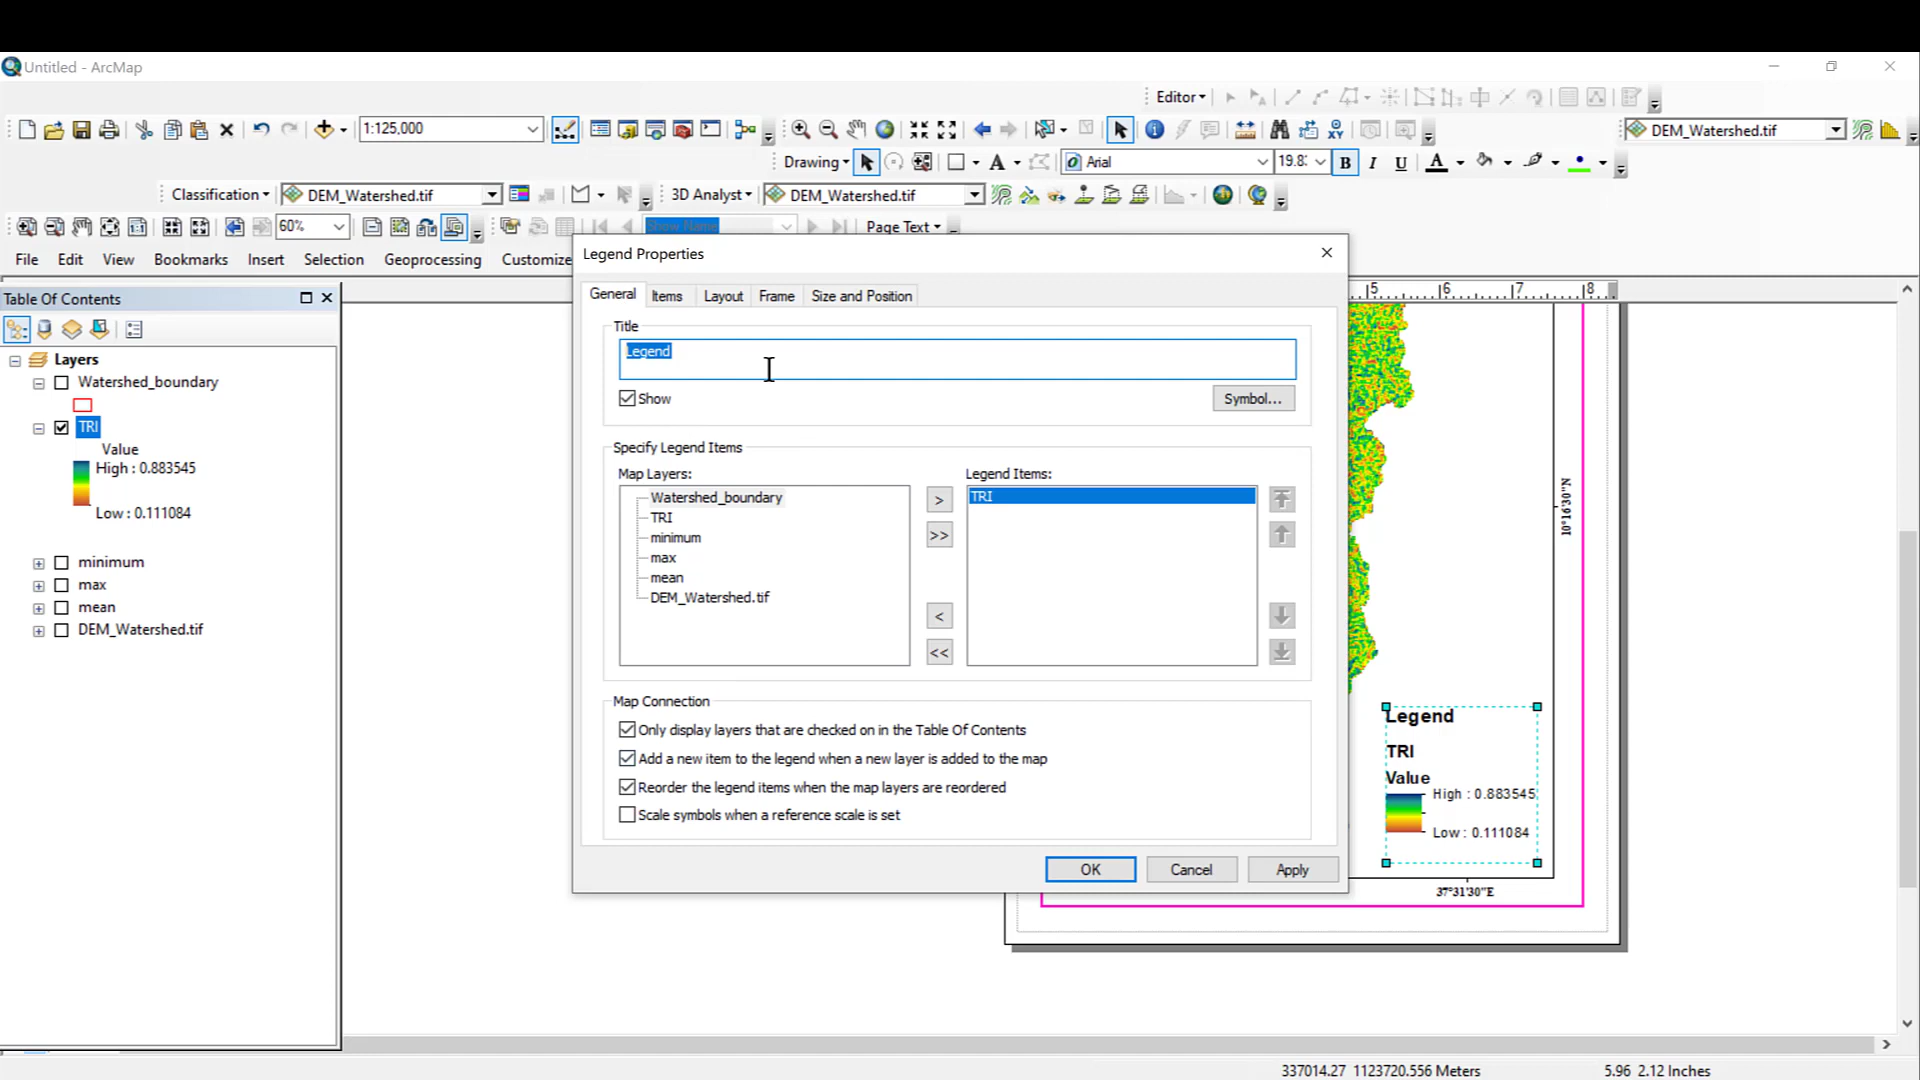 Untitled - ArcMap
Editor
1:125,000
DEM_Watershed.tif
Drawing
A
Arial
19.8
B I U A
Classification
DEM_Watershed.tif
3D Analyst
DEM_Watershed.tif
60%
Show Name
Page Text
File Edit View Bookmarks Insert Selection Geoprocessing Customize
Table Of Contents
Layers
Watershed_boundary
TRI
Value
High : 0.883545
Low : 0.111084
minimum
max
mean
DEM_Watershed.tif
Legend Properties
General Items Layout Frame Size and Position
Title
Legend
Show
Symbol...
Specify Legend Items
Map Layers:
Legend Items:
Watershed_boundary
TRI
minimum
max
mean
DEM_Watershed.tif
>
>>
<
<<
TRI
Map Connection
Only display layers that are checked on in the Table Of Contents
Add a new item to the legend when a new layer is added to the map
Reorder the legend items when the map layers are reordered
Scale symbols when a reference scale is set
OK Cancel Apply
5 6 7 8
10°16'30"N
Legend
TRI
Value
High : 0.883545
Low : 0.111084
37°31'30"E
337014.27 1123720.556 Meters
5.96 2.12 Inches